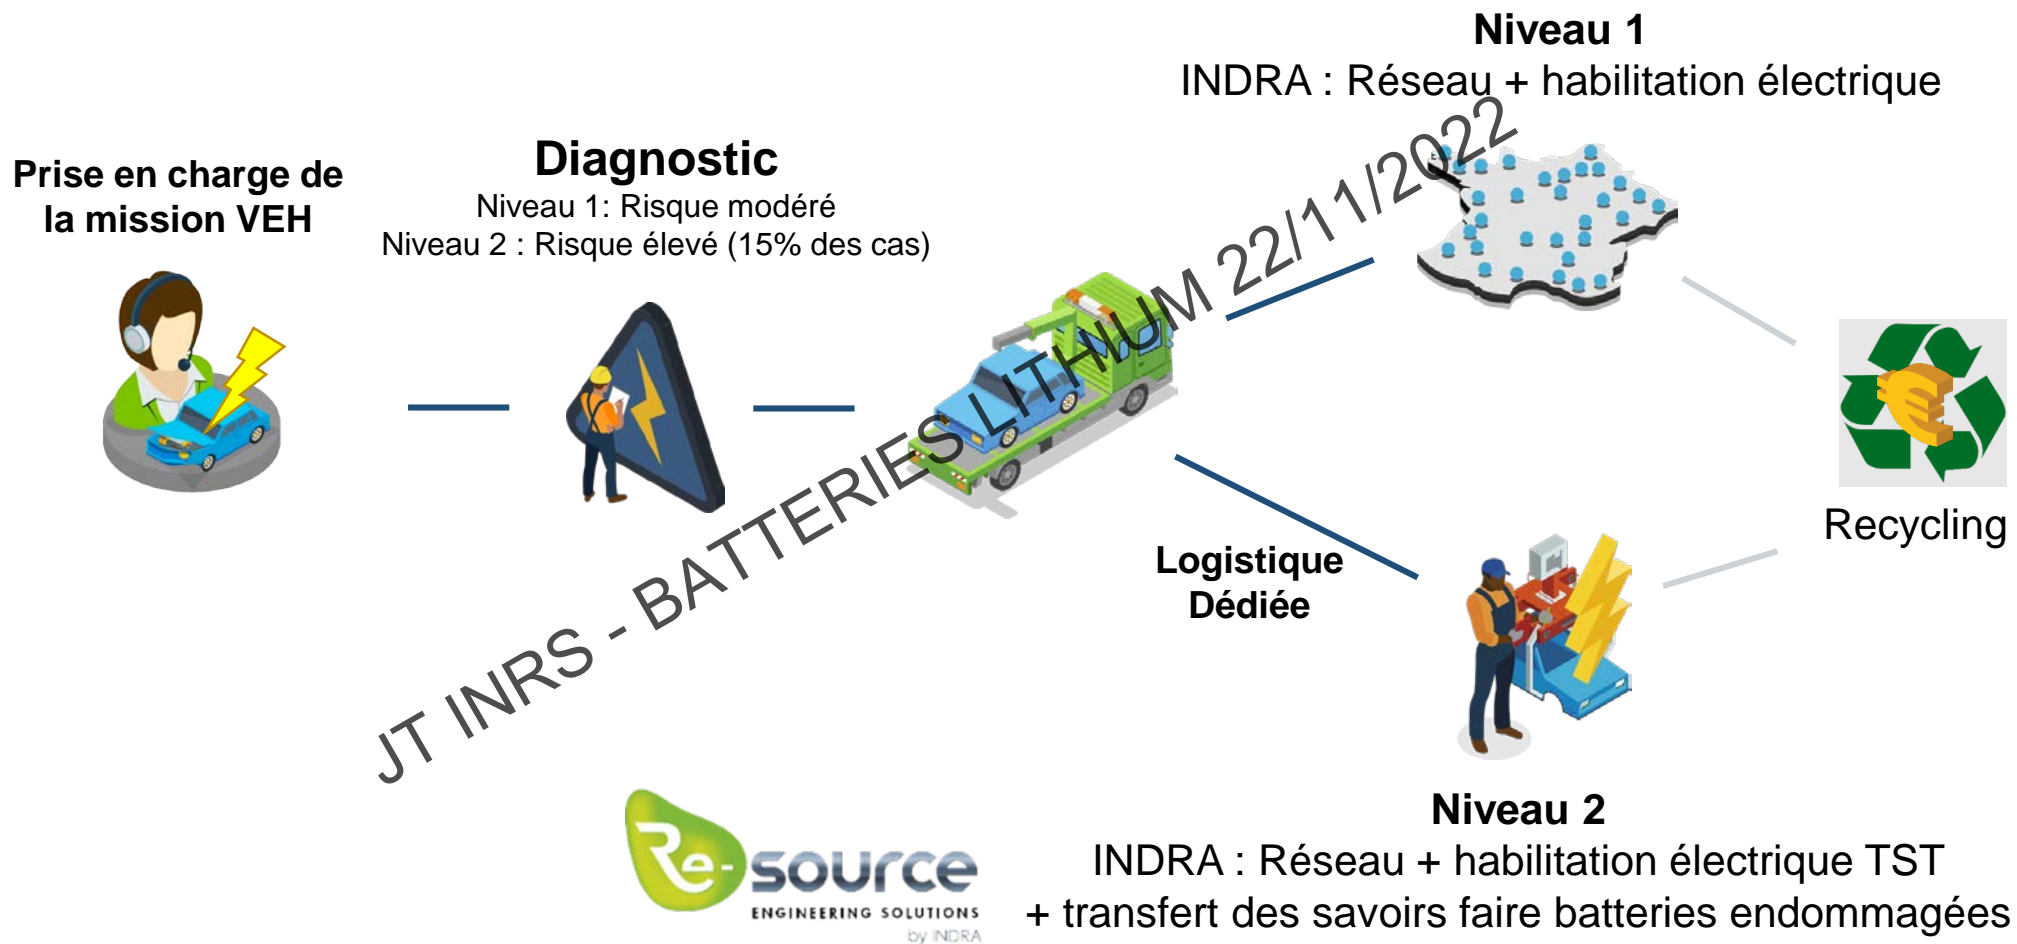 Niveau 1
INDRA : Réseau + habilitation électrique
Prise en charge de
la mission VEH
Diagnostic
Niveau 1: Risque modéré
Niveau 2 : Risque élevé (15% des cas)
JT INRS - BATTERIES LITHIUM 22/11/2022
Recycling
Logistique
Dédiée
Niveau 2
INDRA : Réseau + habilitation électrique TST
+ transfert des savoirs faire batteries endommagées
Re-source
ENGINEERING SOLUTIONS
by INDRA